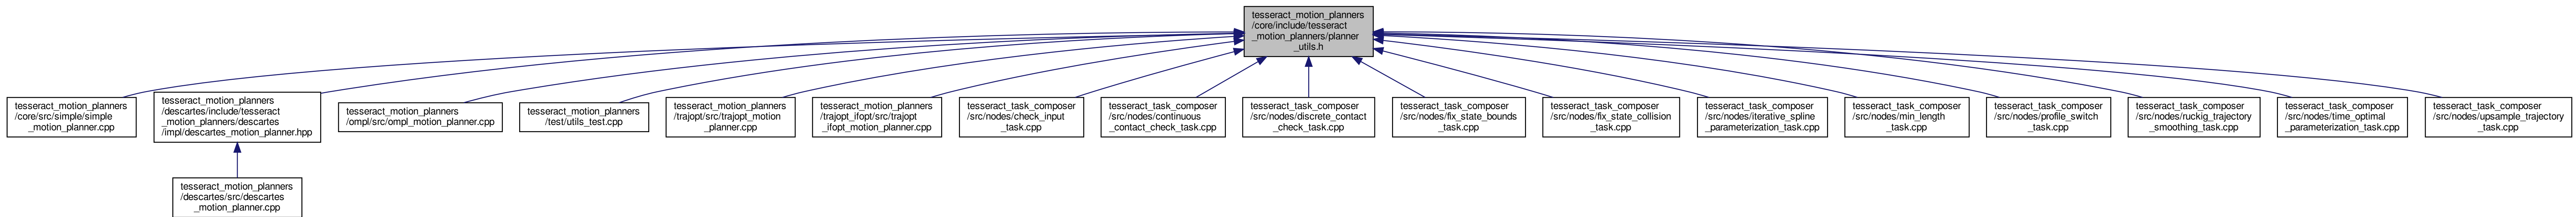 tesseract_motion_planners
/core/include/tesseract
_motion_planners/planner
_utils.h
tesseract_motion_planners
/core/src/simple/simple
_motion_planner.cpp
tesseract_motion_planners
/descartes/include/tesseract
_motion_planners/descartes
/impl/descartes_motion_planner.hpp
tesseract_motion_planners
/ompl/src/ompl_motion_planner.cpp
tesseract_motion_planners
/test/utils_test.cpp
tesseract_motion_planners
/trajopt/src/trajopt_motion
_planner.cpp
tesseract_motion_planners
/trajopt_ifopt/src/trajopt
_ifopt_motion_planner.cpp
tesseract_task_composer
/src/nodes/check_input
_task.cpp
tesseract_task_composer
/src/nodes/continuous
_contact_check_task.cpp
tesseract_task_composer
/src/nodes/discrete_contact
_check_task.cpp
tesseract_task_composer
/src/nodes/fix_state_bounds
_task.cpp
tesseract_task_composer
/src/nodes/fix_state_collision
_task.cpp
tesseract_task_composer
/src/nodes/iterative_spline
_parameterization_task.cpp
tesseract_task_composer
/src/nodes/min_length
_task.cpp
tesseract_task_composer
/src/nodes/profile_switch
_task.cpp
tesseract_task_composer
/src/nodes/ruckig_trajectory
_smoothing_task.cpp
tesseract_task_composer
/src/nodes/time_optimal
_parameterization_task.cpp
tesseract_task_composer
/src/nodes/upsample_trajectory
_task.cpp
tesseract_motion_planners
/descartes/src/descartes
_motion_planner.cpp